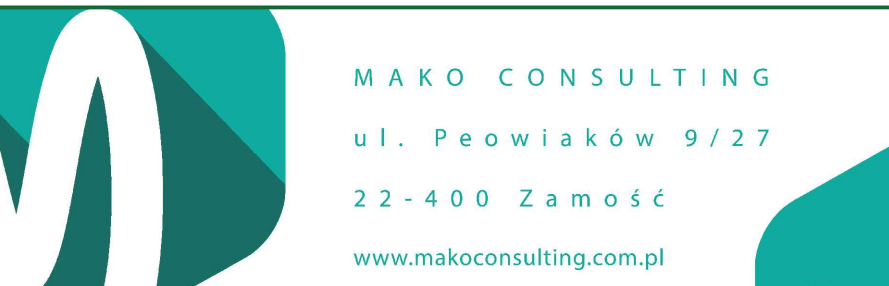 MAKO CONSULTING
ul. Peowiaków 9/27
22-400 Zamość
www.makoconsulting.com.pl